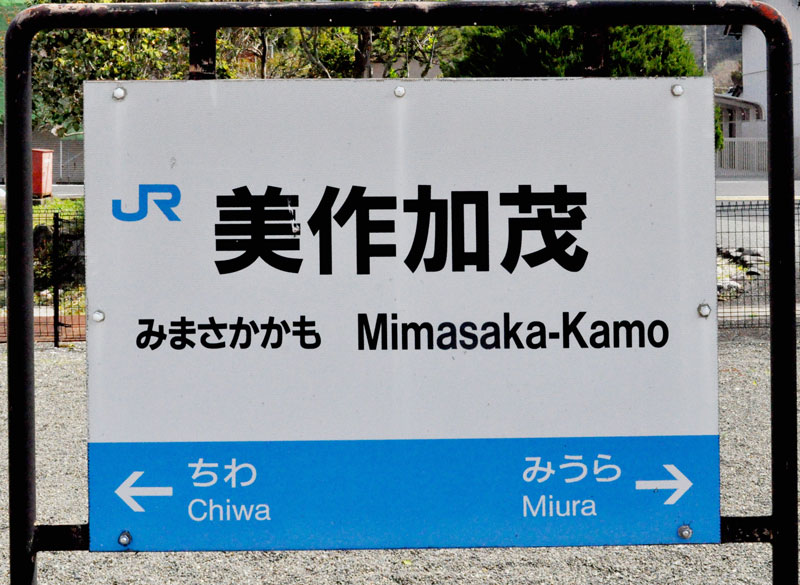 JR 美作加茂
みまさかかも Mimasaka-Kamo
← ちわ みうら →
Chiwa Miura